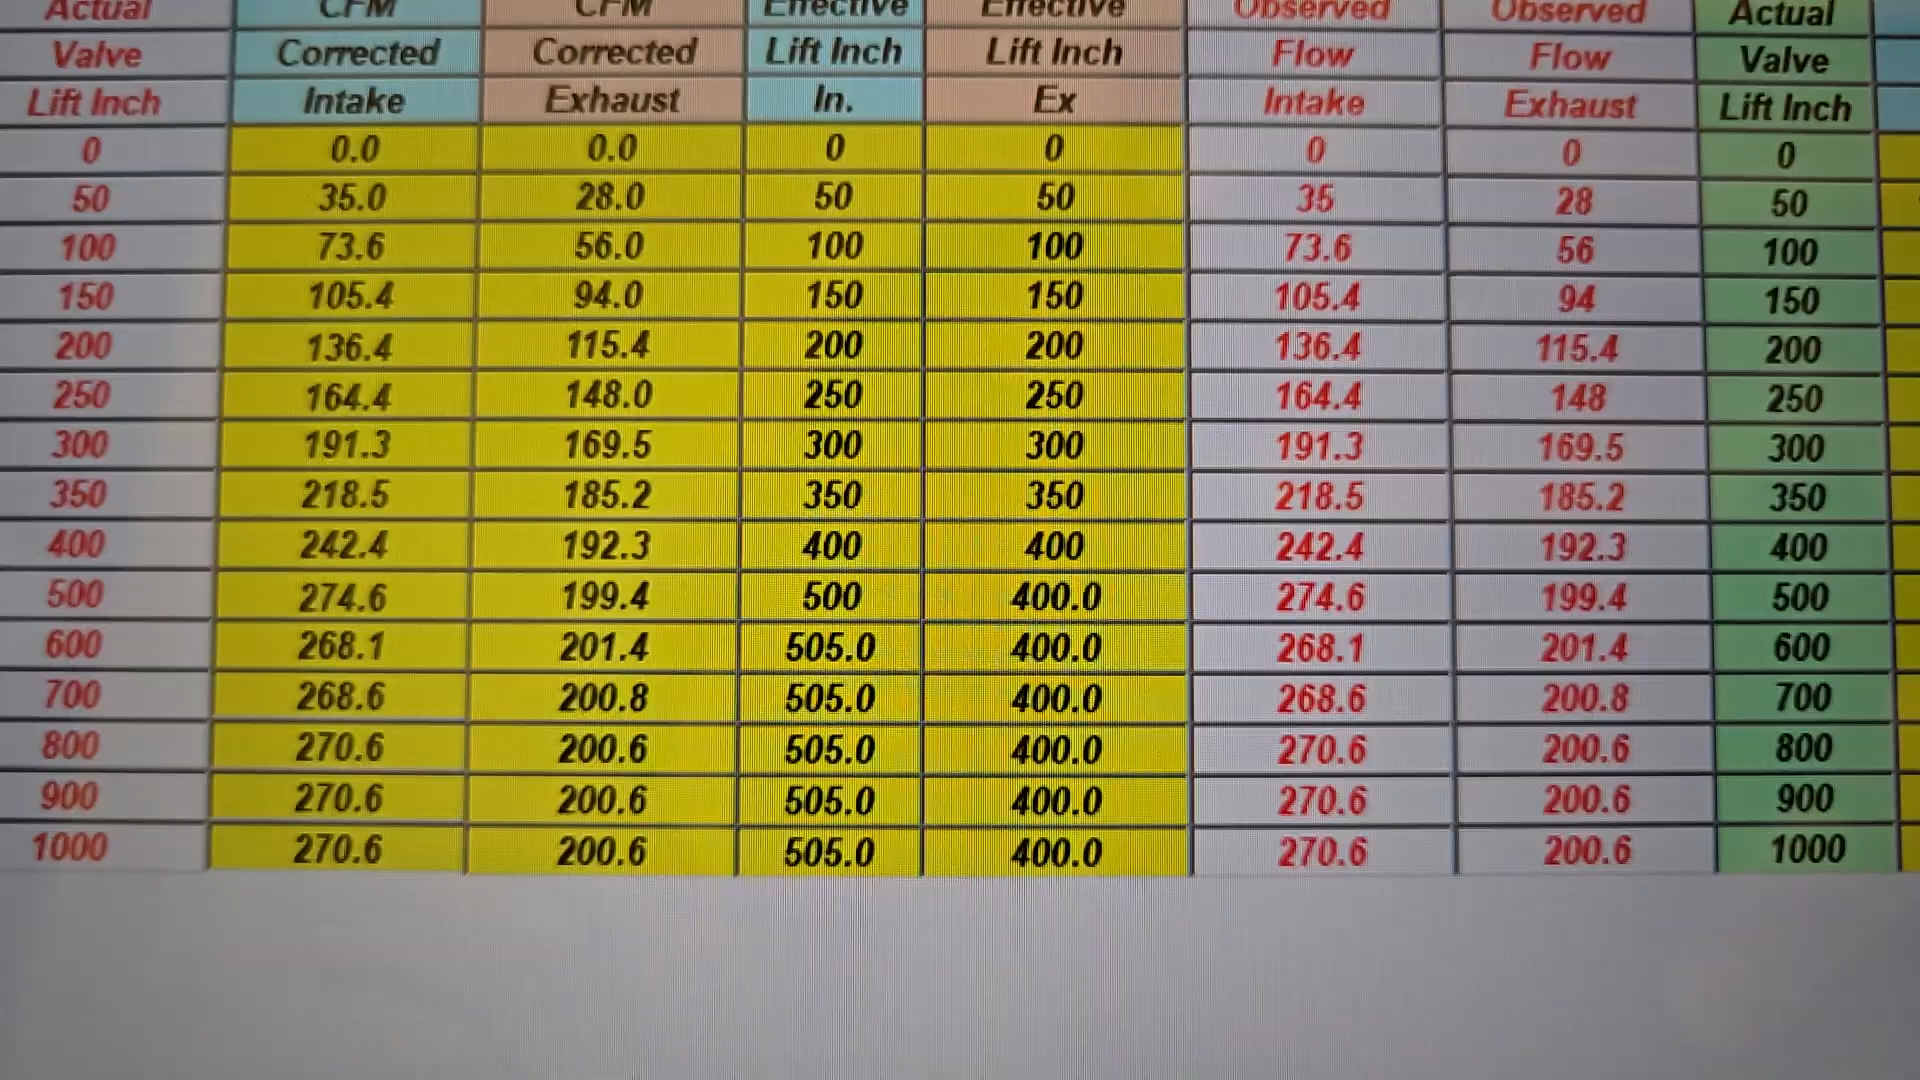 Actual CFM CFM Effective Effective Observed Observed Actual
Valve Corrected Corrected Lift Inch Lift Inch Flow Flow Valve
Lift Inch Intake Exhaust In. Ex Intake Exhaust Lift Inch
0 0.0 0.0 0 0 0 0 0
50 35.0 28.0 50 50 35 28 50
100 73.6 56.0 100 100 73.6 56 100
150 105.4 94.0 150 150 105.4 94 150
200 136.4 115.4 200 200 136.4 115.4 200
250 164.4 148.0 250 250 164.4 148 250
300 191.3 169.5 300 300 191.3 169.5 300
350 218.5 185.2 350 350 218.5 185.2 350
400 242.4 192.3 400 400 242.4 192.3 400
500 274.6 199.4 500 400.0 274.6 199.4 500
600 268.1 201.4 505.0 400.0 268.1 201.4 600
700 268.6 200.8 505.0 400.0 268.6 200.8 700
800 270.6 200.6 505.0 400.0 270.6 200.6 800
900 270.6 200.6 505.0 400.0 270.6 200.6 900
1000 270.6 200.6 505.0 400.0 270.6 200.6 1000